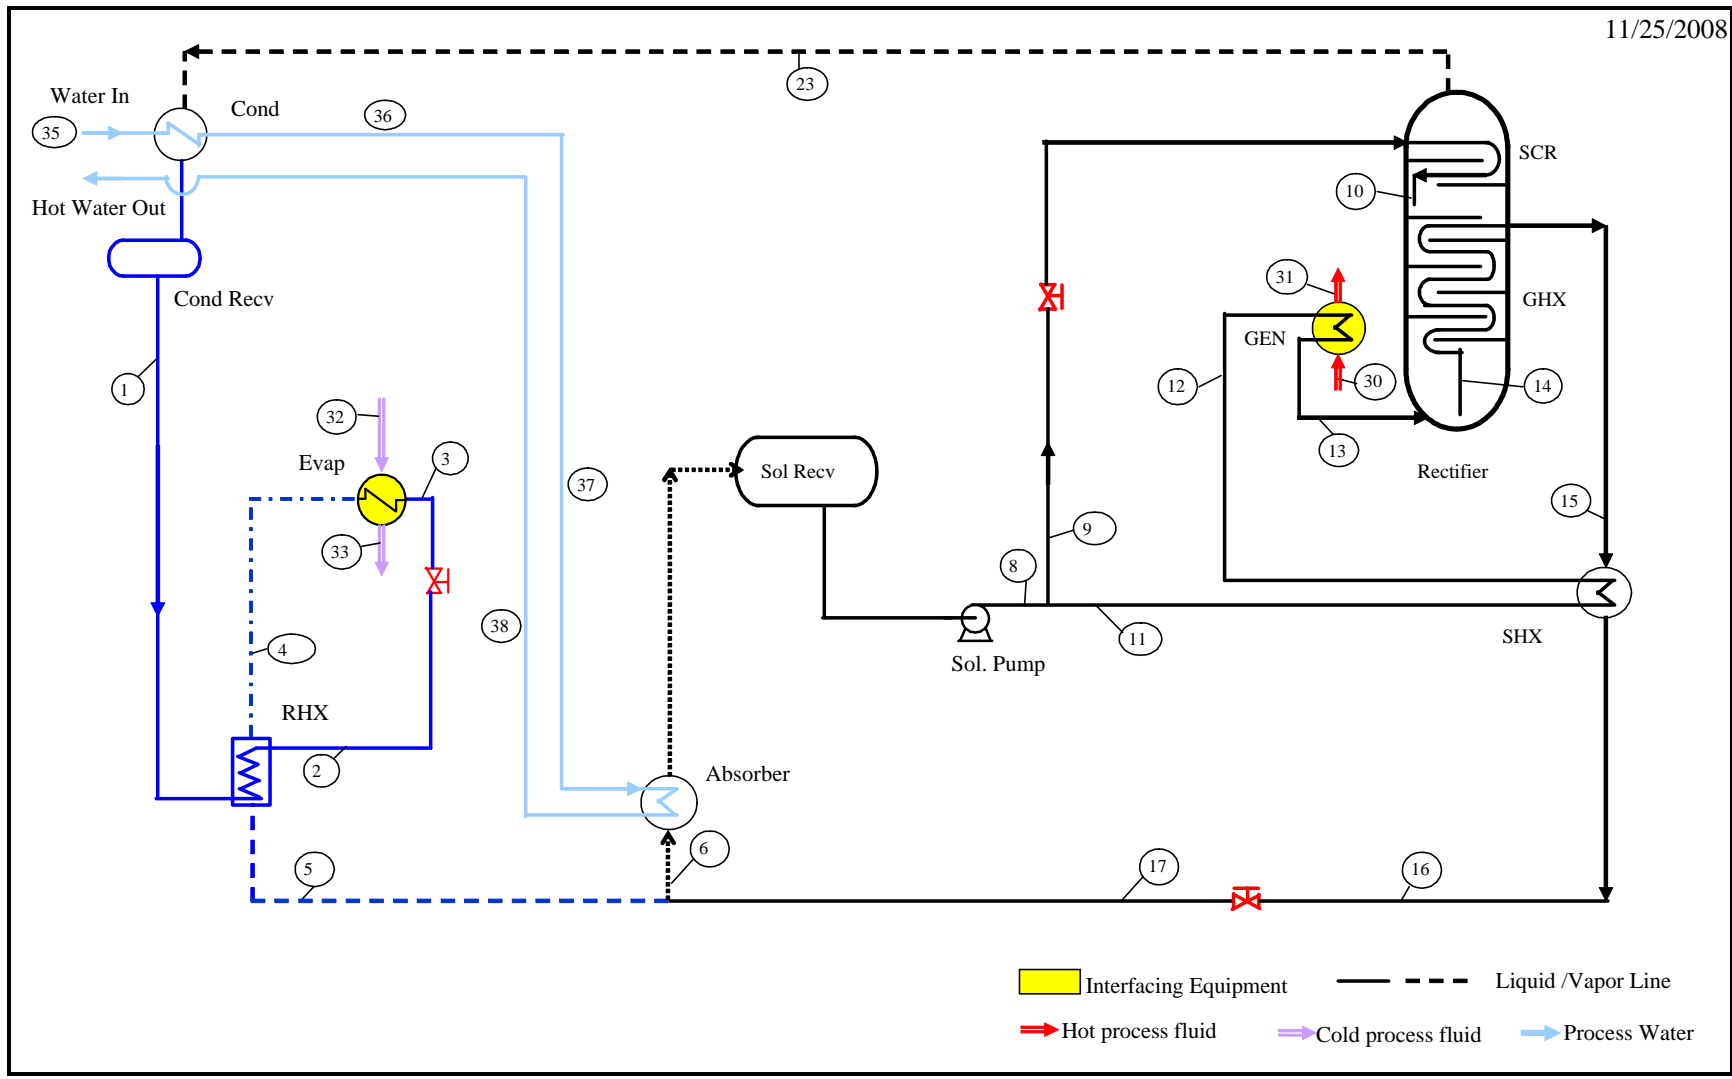 11/25/2008
23
Water In
Cond
36
35
SCR
10
Hot Water Out
31
Cond Recv
GHX
GEN
1
12
30
14
32
13
Evap
3
Sol Recv
Rectifier
37
15
33
9
8
38
11
4
SHX
Sol. Pump
RHX
2
Absorber
6
5
17
16
Interfacing Equipment
Liquid /Vapor Line
Hot process fluid
Cold process fluid
Process Water